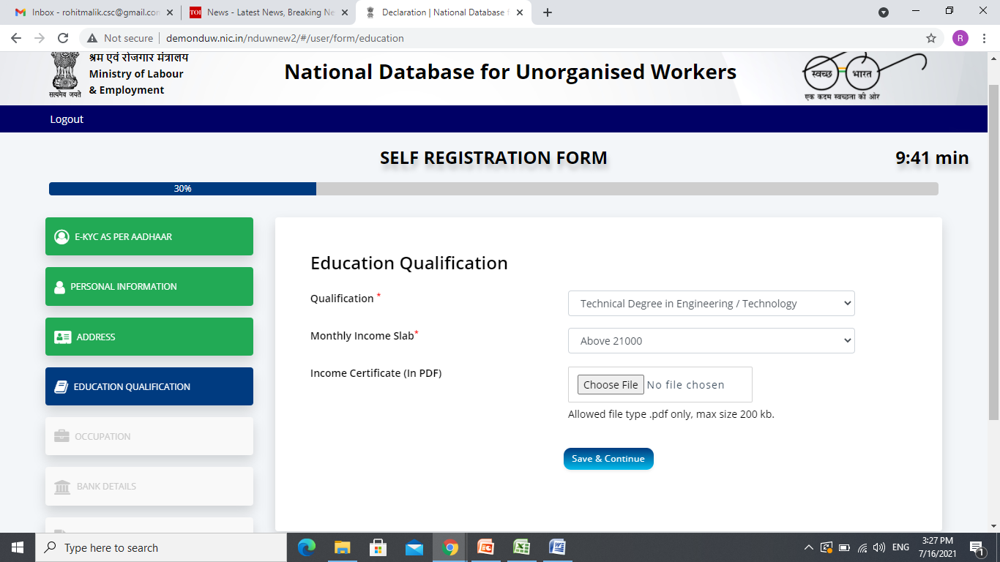 Inbox - rohitmalik.csc@gmail.con
TOI News - Latest News, Breaking Ne
Declaration | National Database f
Not secure demonduw.nic.in/nduwnew2/#/user/form/education
R
श्रम एवं रोजगार मंत्रालय
Ministry of Labour
& Employment
सत्यमेव जयते
National Database for Unorganised Workers
स्वच्छ भारत
एक कदम स्वच्छता की ओर
Logout
SELF REGISTRATION FORM
9:41 min
30%
E-KYC AS PER AADHAAR
PERSONAL INFORMATION
ADDRESS
EDUCATION QUALIFICATION
OCCUPATION
BANK DETAILS
Education Qualification
Qualification *
Technical Degree in Engineering / Technology
Monthly Income Slab*
Above 21000
Income Certificate (In PDF)
Choose File No file chosen
Allowed file type .pdf only, max size 200 kb.
Save & Continue
Type here to search
ENG
3:27 PM
7/16/2021
1